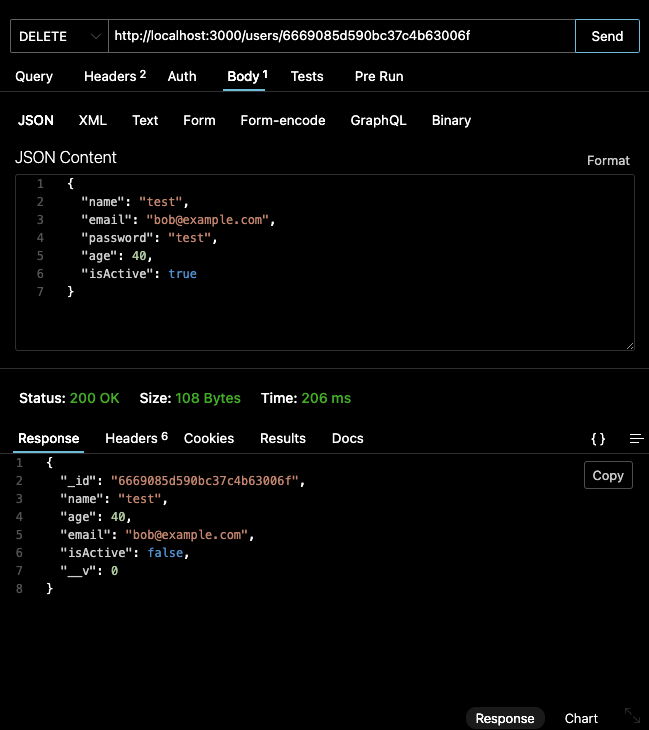 DELETE http://localhost:3000/users/6669085d590bc37c4b63006f Send
Query Headers 2 Auth Body 1 Tests Pre Run
JSON XML Text Form Form-encode GraphQL Binary
JSON Content Format
1 {
2 "name": "test",
3 "email": "bob@example.com",
4 "password": "test",
5 "age": 40,
6 "isActive": true
7 }
Status: 200 OK Size: 108 Bytes Time: 206 ms
Response Headers 6 Cookies Results Docs { }
1 {
2 "_id": "6669085d590bc37c4b63006f",
3 "name": "test",
4 "age": 40,
5 "email": "bob@example.com",
6 "isActive": false,
7 "__v": 0
8 }
Copy
Response Chart